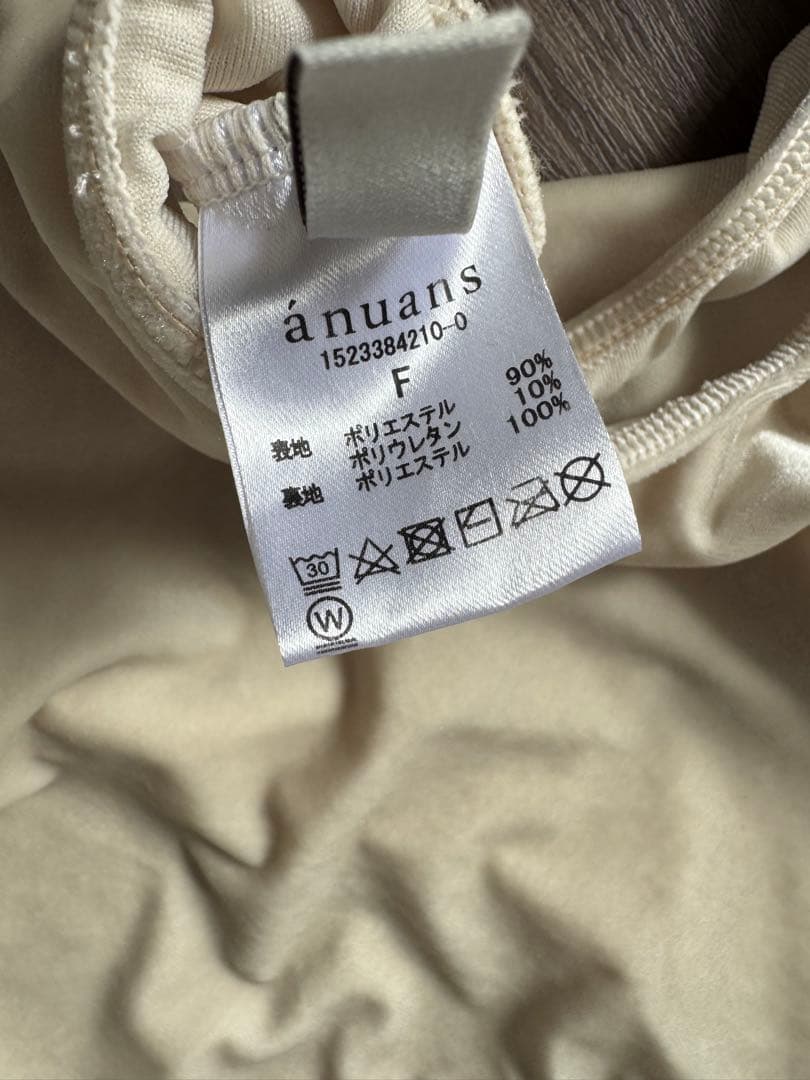 ánuans
1523384210-0
F
表地 ポリエステル 90%
ポリウレタン 10%
裏地 ポリエステル 100%
30
W